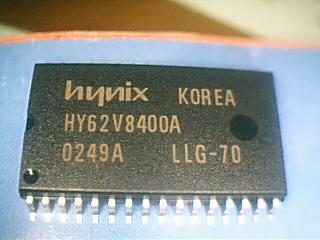 hynix KOREA
HY62V8400A
0249A LLG-70